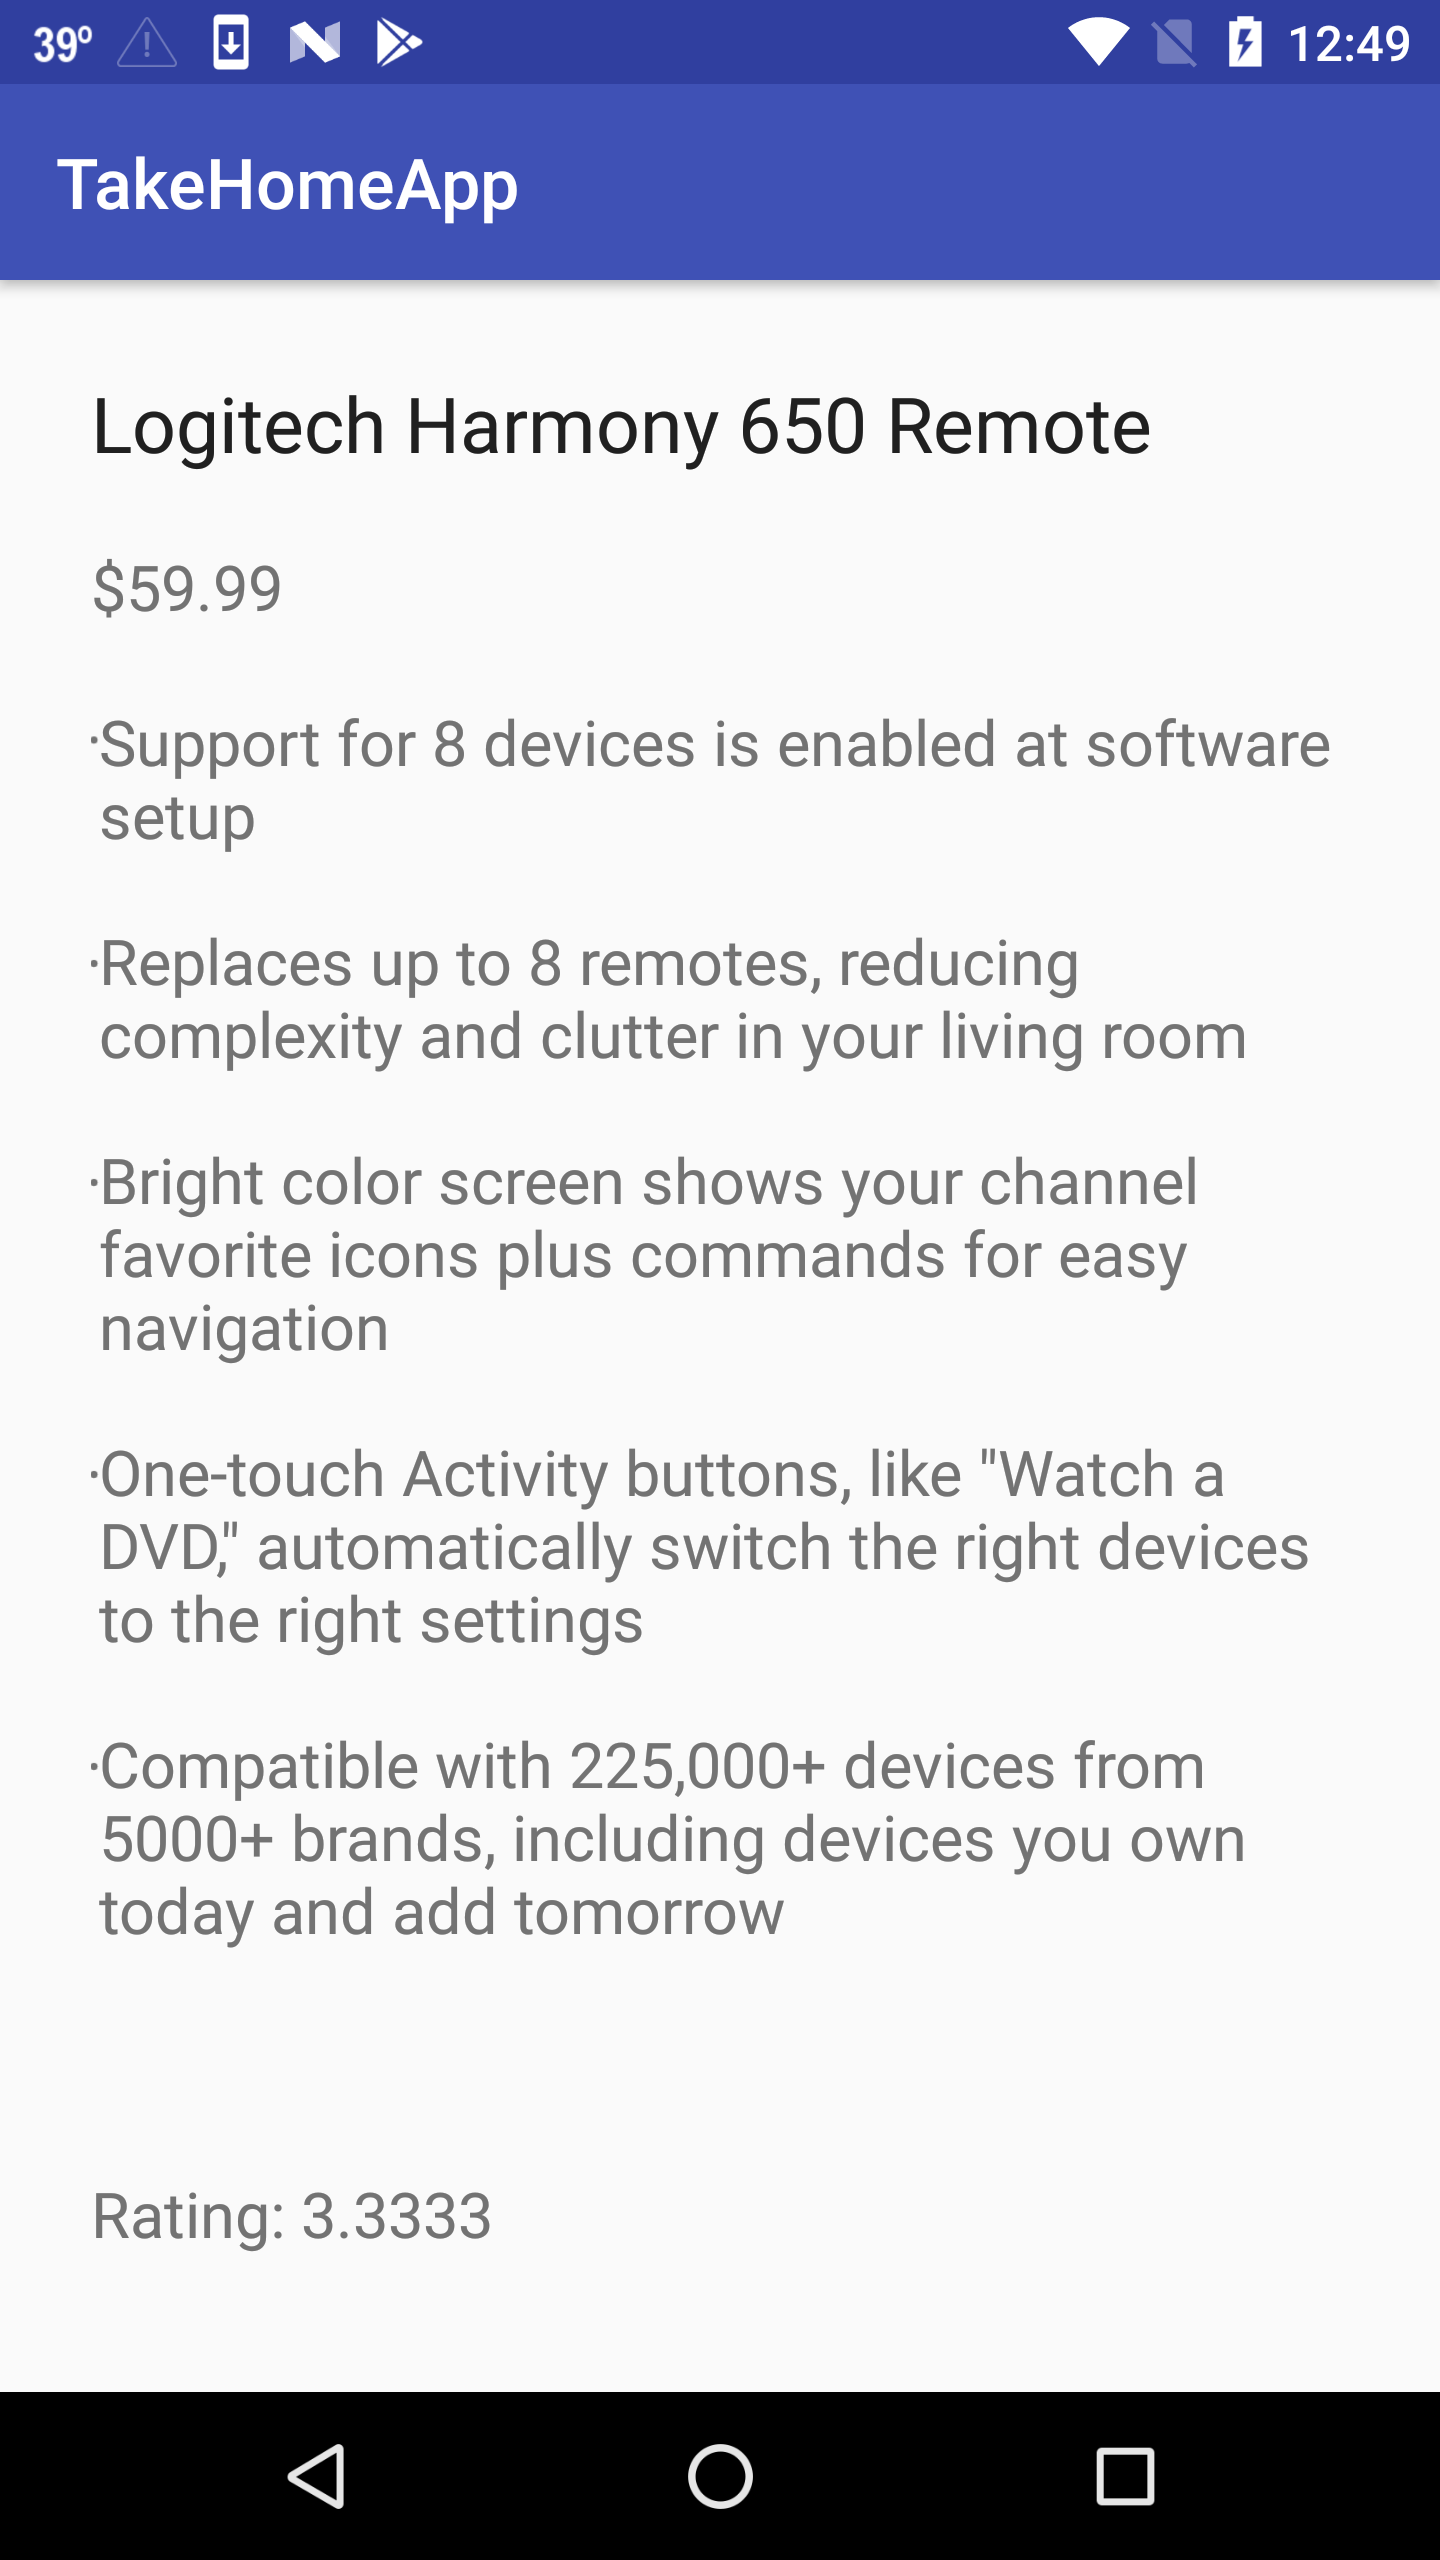 39º
12:49
TakeHomeApp
Logitech Harmony 650 Remote
$59.99
·Support for 8 devices is enabled at software
setup
·Replaces up to 8 remotes, reducing
complexity and clutter in your living room
·Bright color screen shows your channel
favorite icons plus commands for easy
navigation
·One-touch Activity buttons, like "Watch a
DVD," automatically switch the right devices
to the right settings
·Compatible with 225,000+ devices from
5000+ brands, including devices you own
today and add tomorrow
Rating: 3.3333